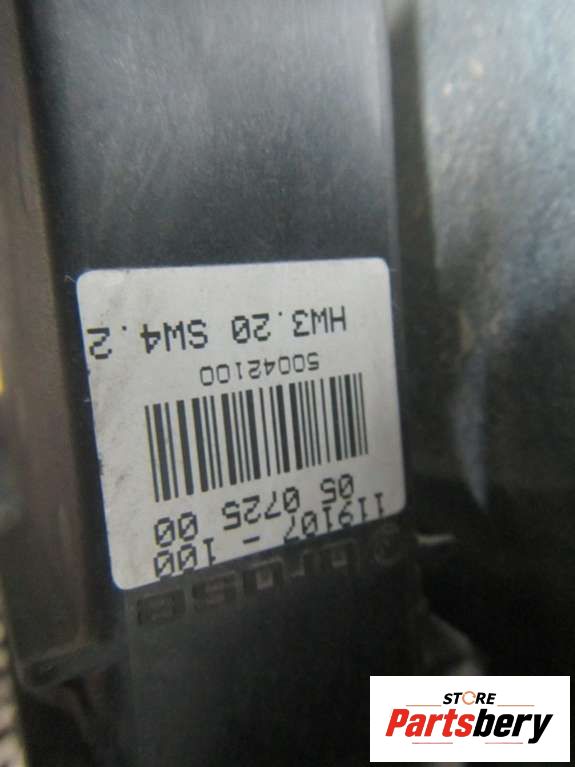 119107 - 100
05 0725 00
50042100
HW3.20 SW4.2
brose
STORE
Partsbery